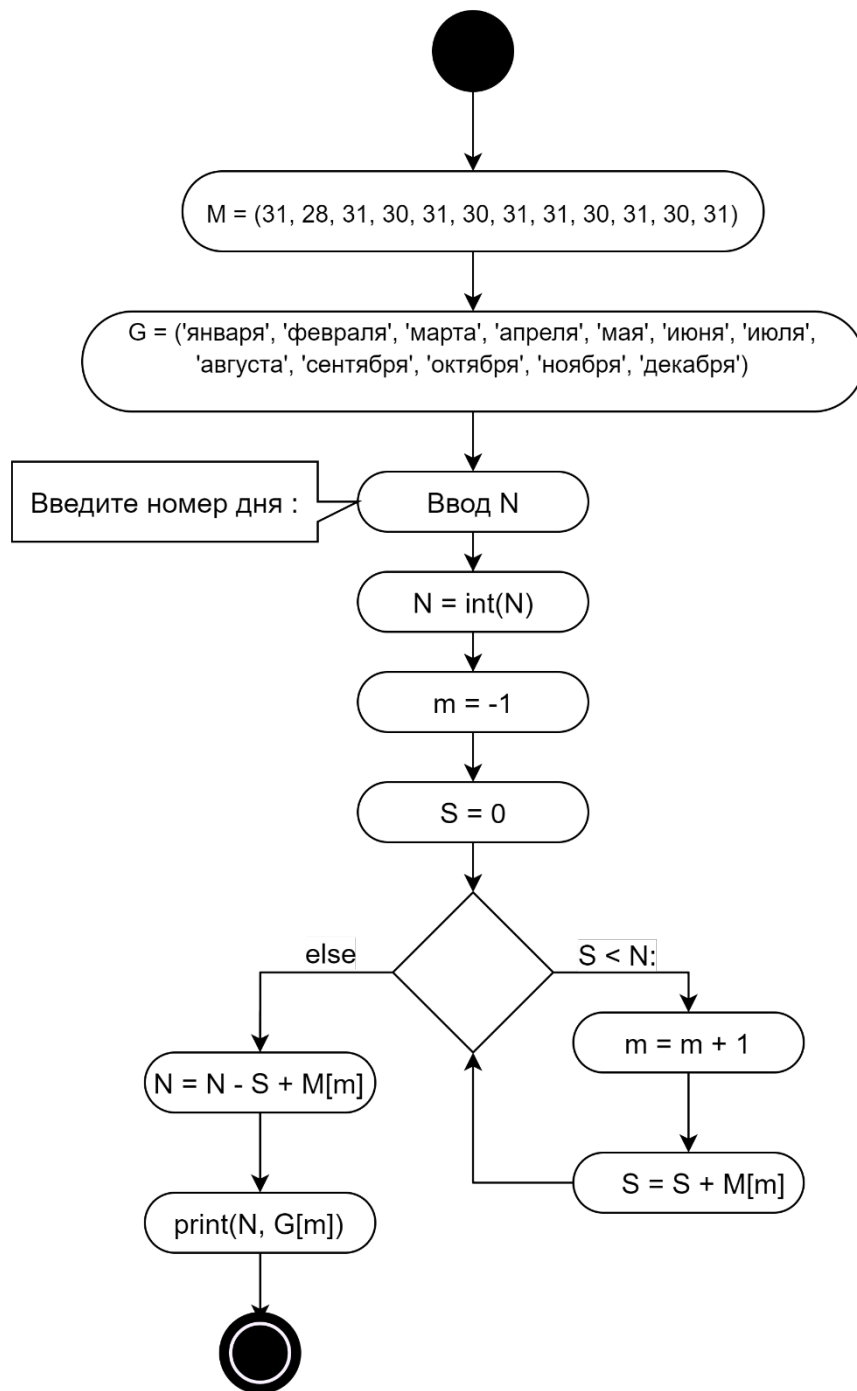 M = (31, 28, 31, 30, 31, 30, 31, 31, 30, 31, 30, 31)
G = ('января', 'февраля', 'марта', 'апреля', 'мая', 'июня', 'июля',
'августа', 'сентября', 'октября', 'ноября', 'декабря')
Введите номер дня :
Ввод N
N = int(N)
m = -1
S = 0
else
S < N:
m = m + 1
S = S + M[m]
N = N - S + M[m]
print(N, G[m])